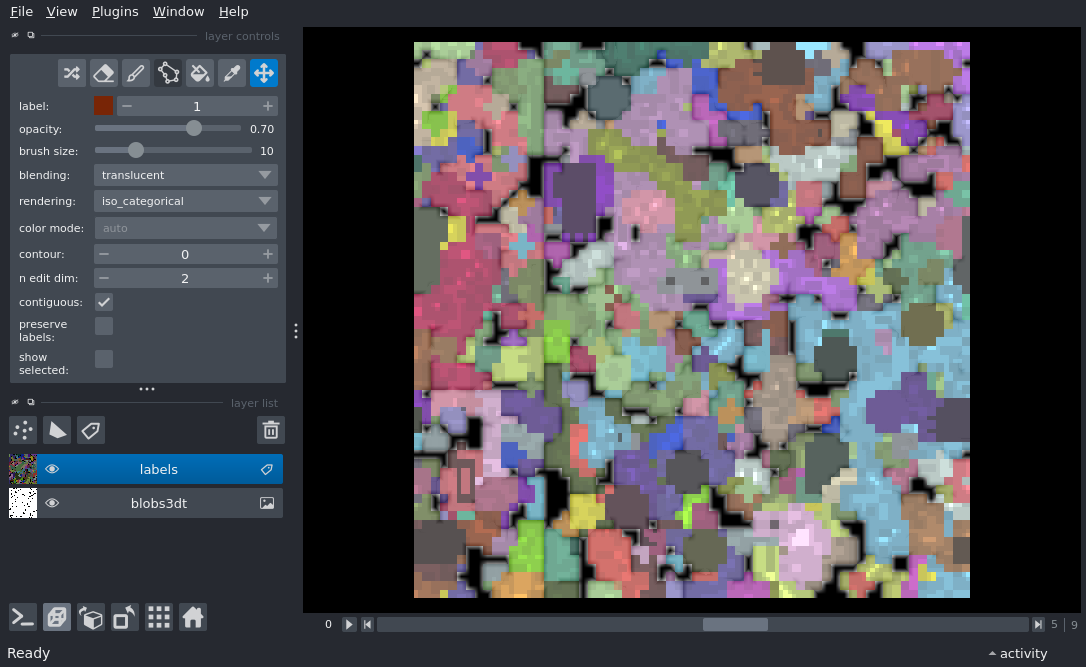 File View Plugins Window Help
layer controls
label: 1
opacity: 0.70
brush size: 10
blending: translucent
rendering: iso_categorical
color mode: auto
contour: 0
n edit dim: 2
contiguous:
preserve
labels:
show
selected:
layer list
labels
blobs3dt
0 5 9
Ready activity